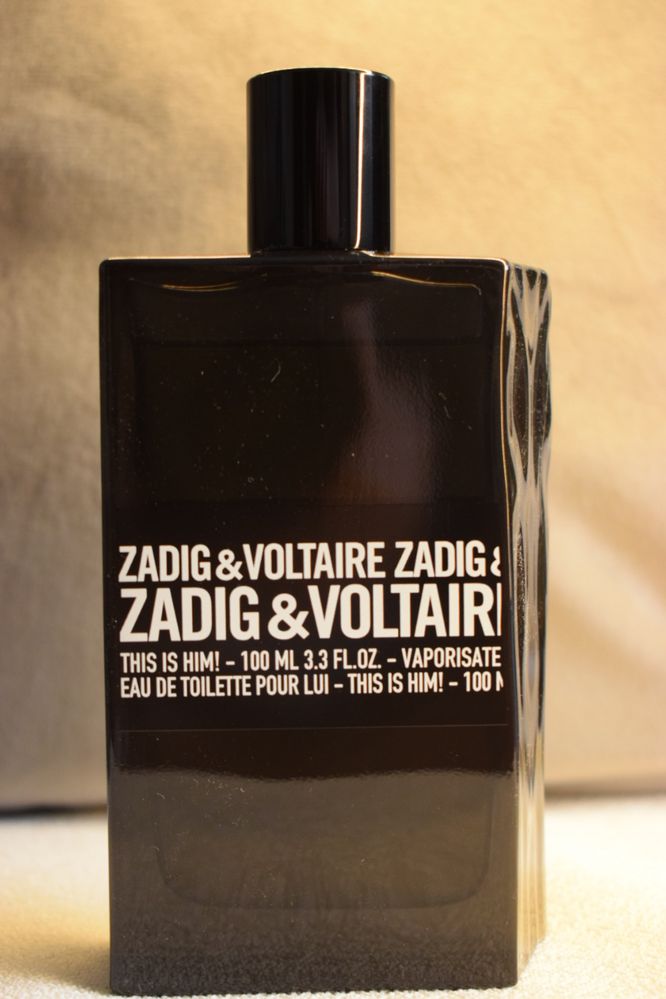 ZADIG & VOLTAIRE ZADIG &
ZADIG & VOLTAIR
THIS IS HIM! – 100 ML 3.3 FL.OZ. – VAPORISATE
EAU DE TOILETTE POUR LUI – THIS IS HIM! – 100 M